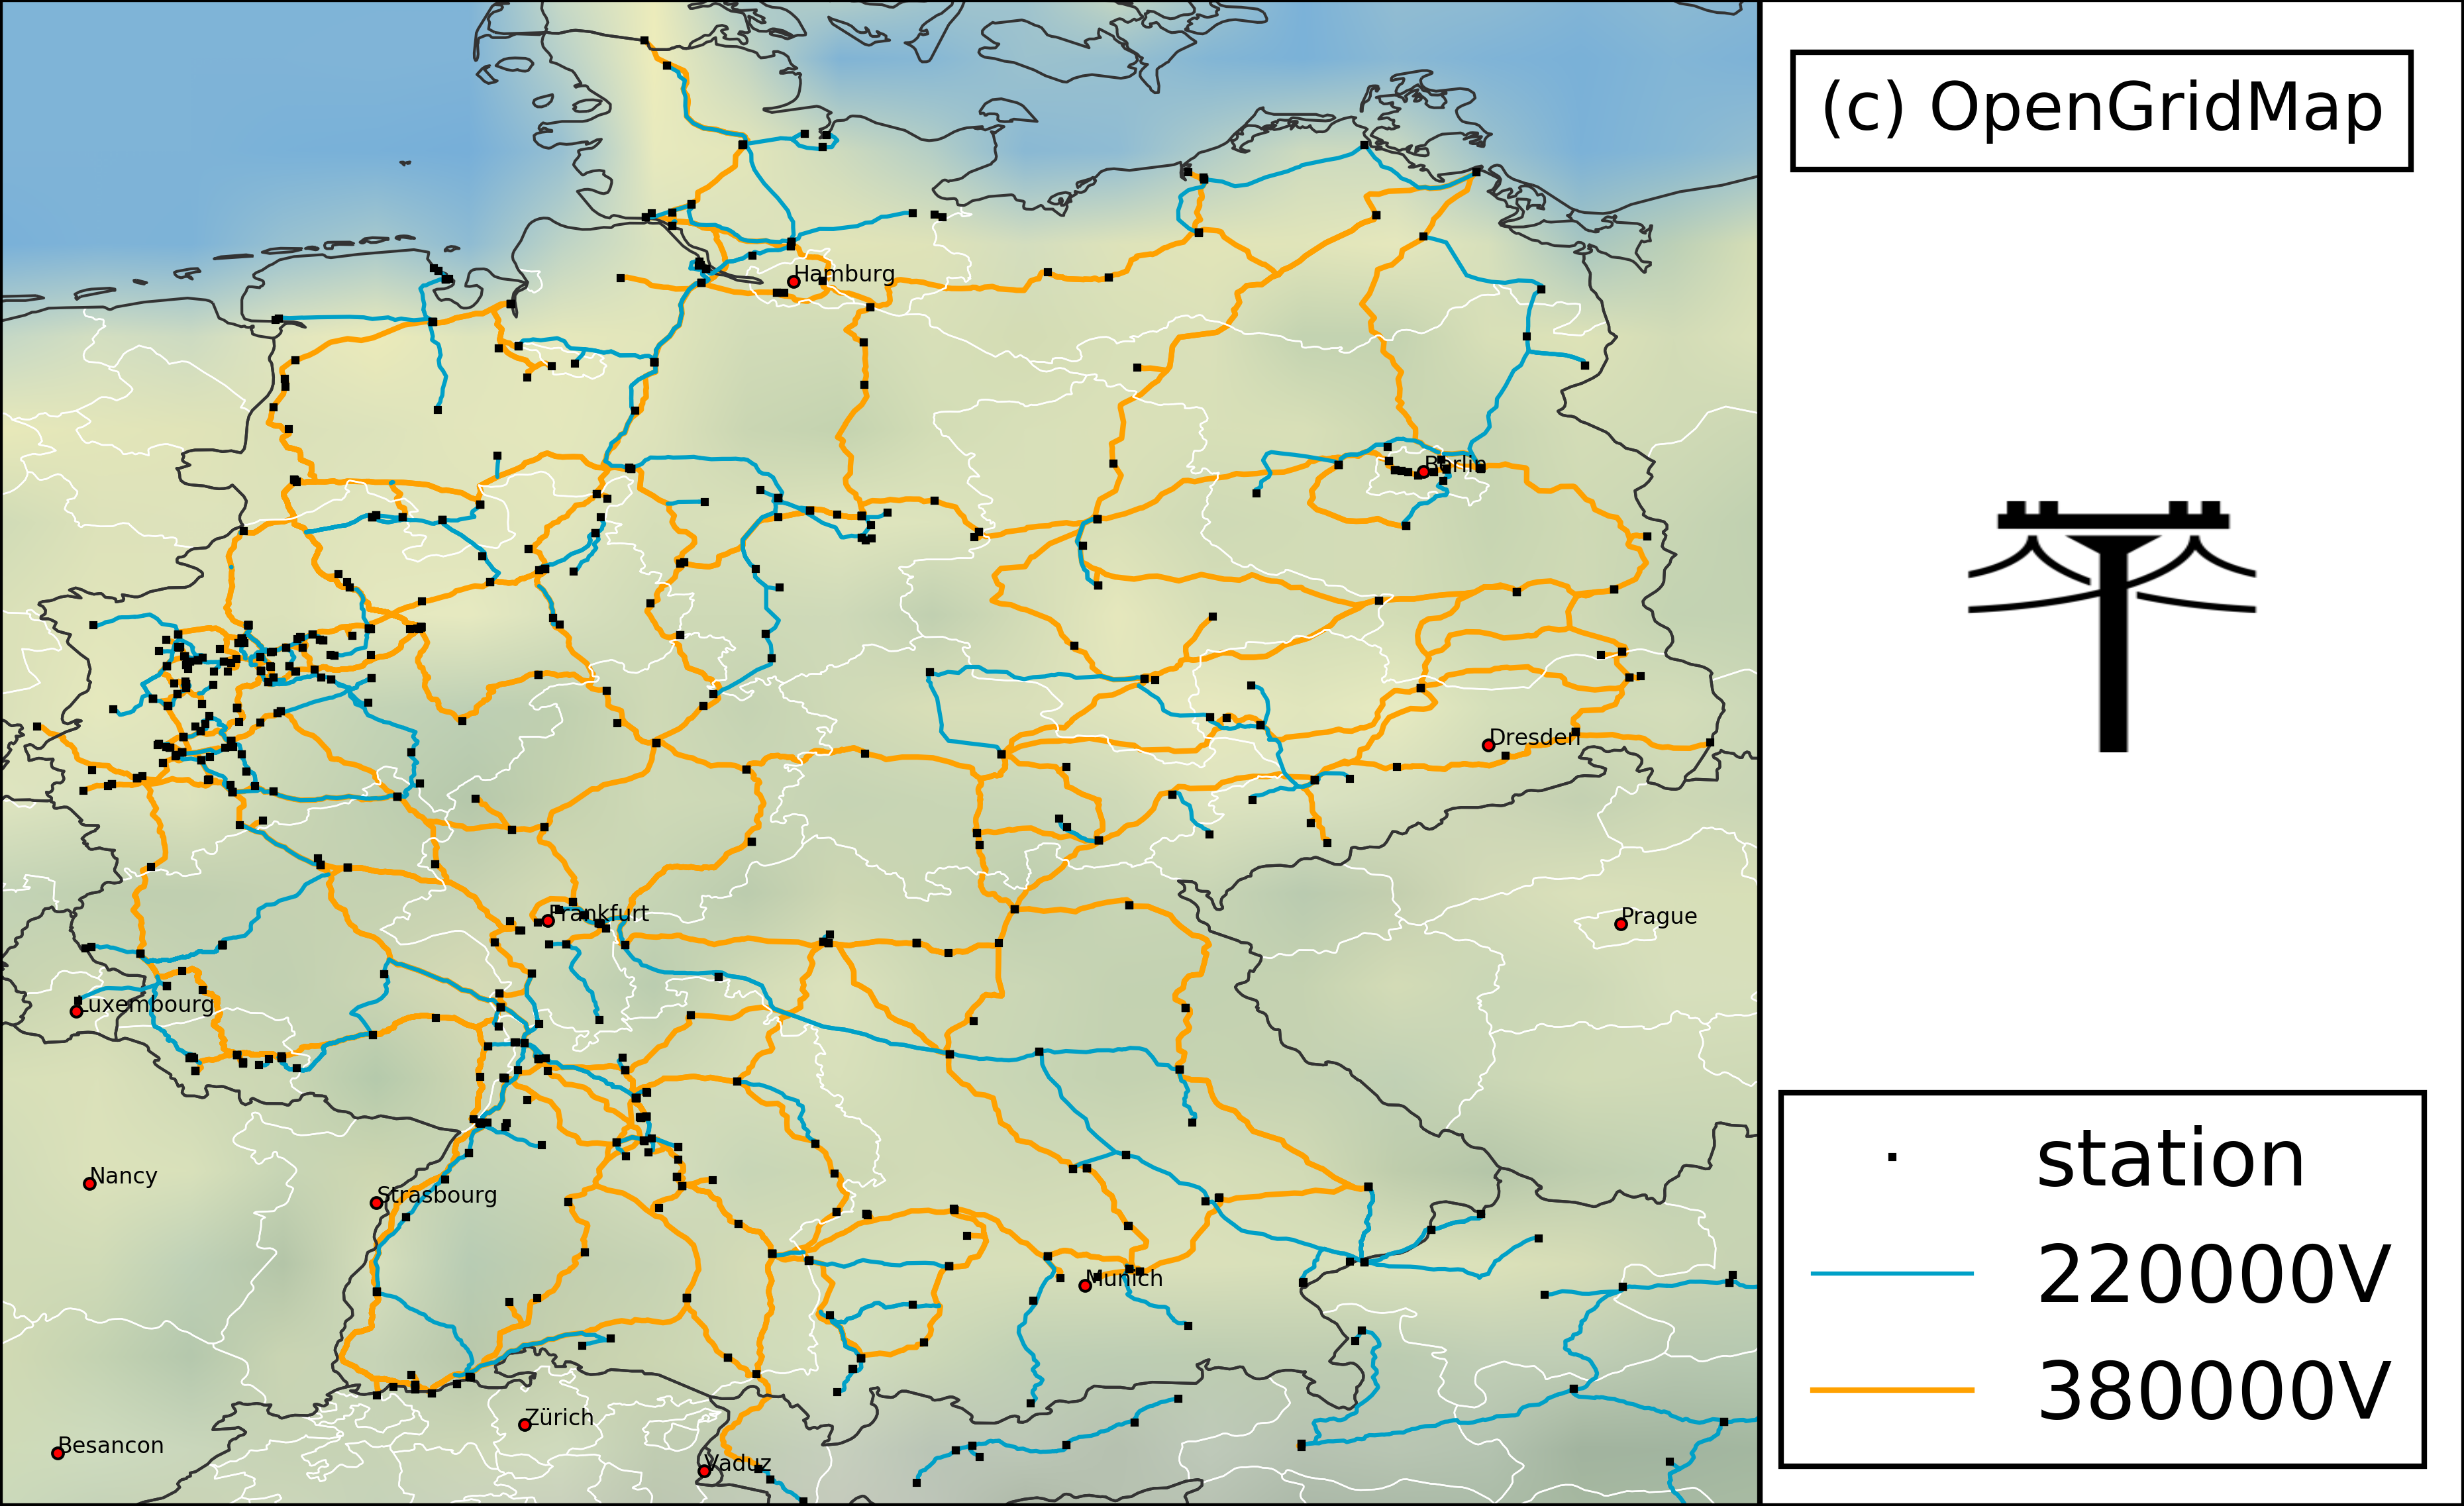 (c) OpenGridMap
Hamburg
Berlin
Dresden
Frankfurt
Prague
Luxembourg
Nancy
Strasbourg
Munich
Zürich
Besancon
Vaduz
station
220000V
380000V